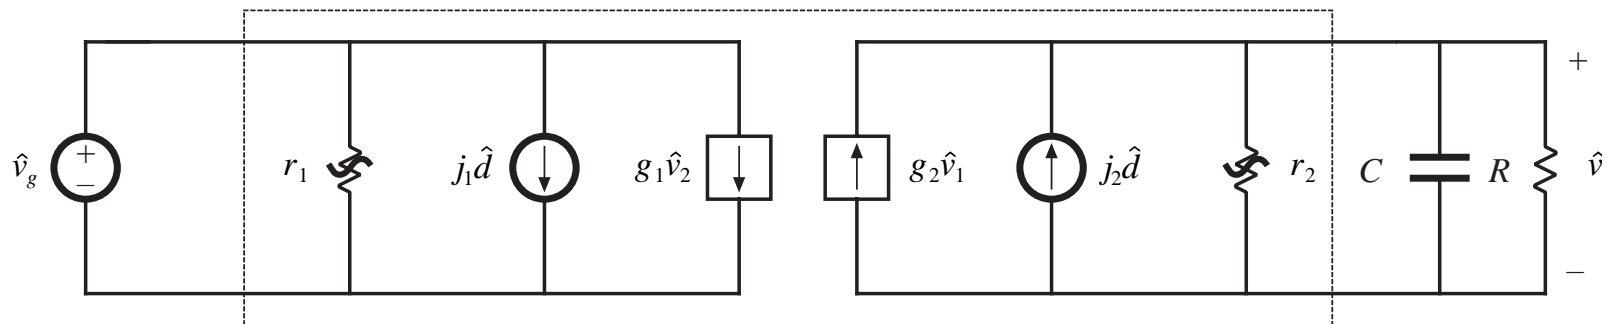 +
v̂g + r₁ j₁d̂ g₁v̂₂ g₂v̂₁ j₂d̂ r₂ C R v̂
–
–